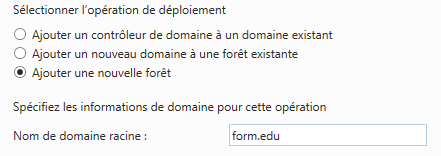 Sélectionner l'opération de déploiement
Ajouter un contrôleur de domaine à un domaine existant
Ajouter un nouveau domaine à une forêt existante
Ajouter une nouvelle forêt
Spécifiez les informations de domaine pour cette opération
Nom de domaine racine :
form.edu